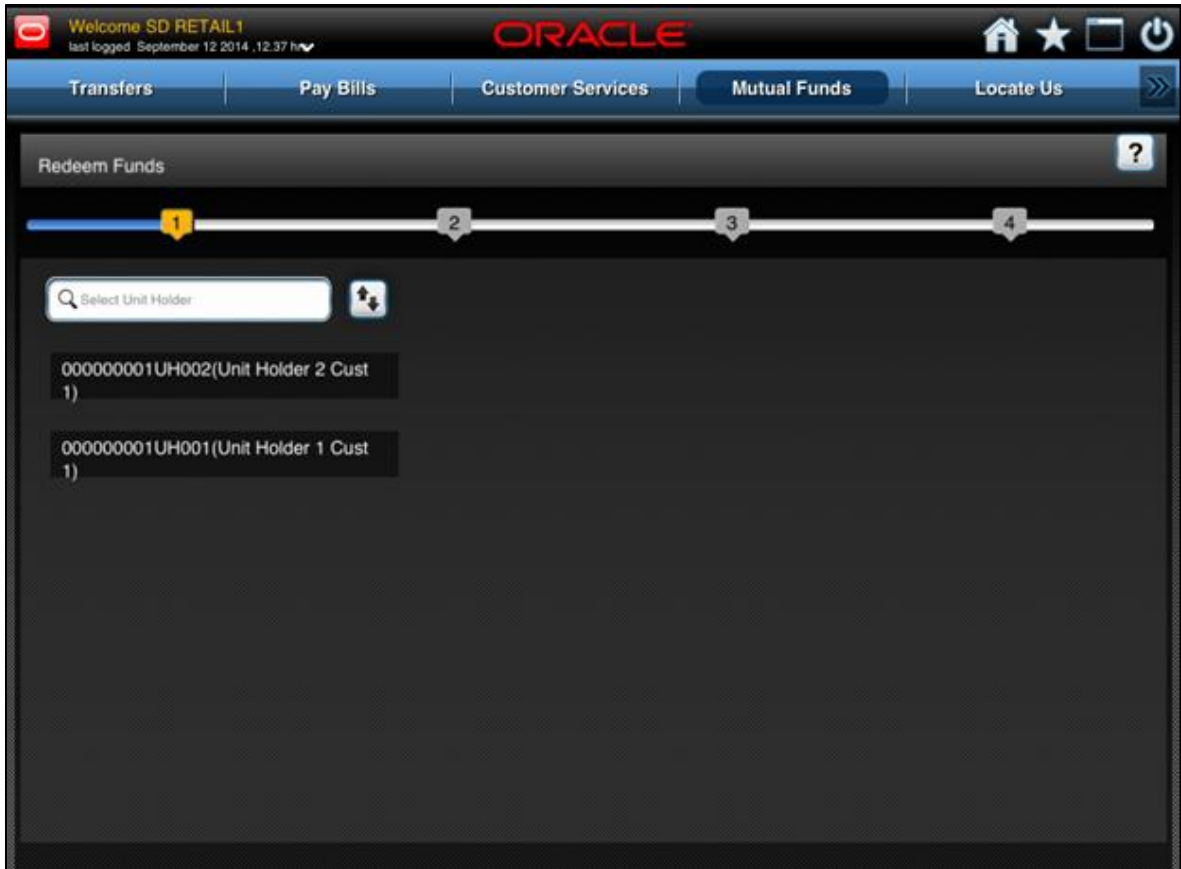 Welcome SD RETAIL1
last logged September 12 2014 ,12.37 hr
ORACLE
Transfers
Pay Bills
Customer Services
Mutual Funds
Locate Us
Redeem Funds
?
1
2
3
4
Select Unit Holder
000000001UH002(Unit Holder 2 Cust
1)
000000001UH001(Unit Holder 1 Cust
1)